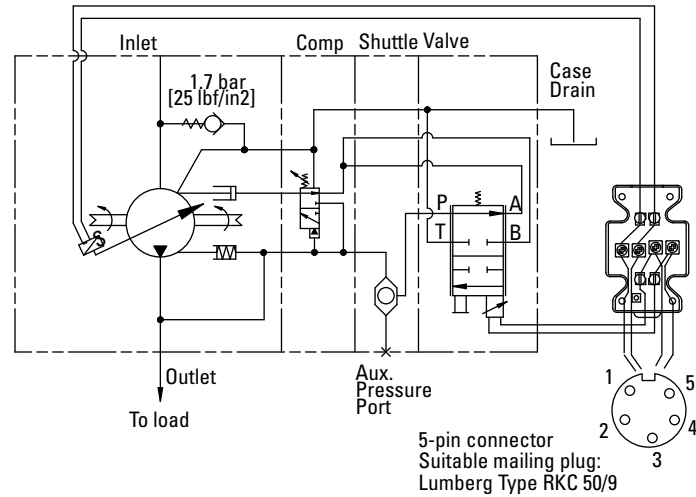 Inlet
Comp
Shuttle Valve
1.7 bar
[25 lbf/in2]
Case
Drain
P
A
T
B
S
Outlet
To load
Aux.
Pressure
Port
1
5
2
4
3
5-pin connector
Suitable mailing plug:
Lumberg Type RKC 50/9